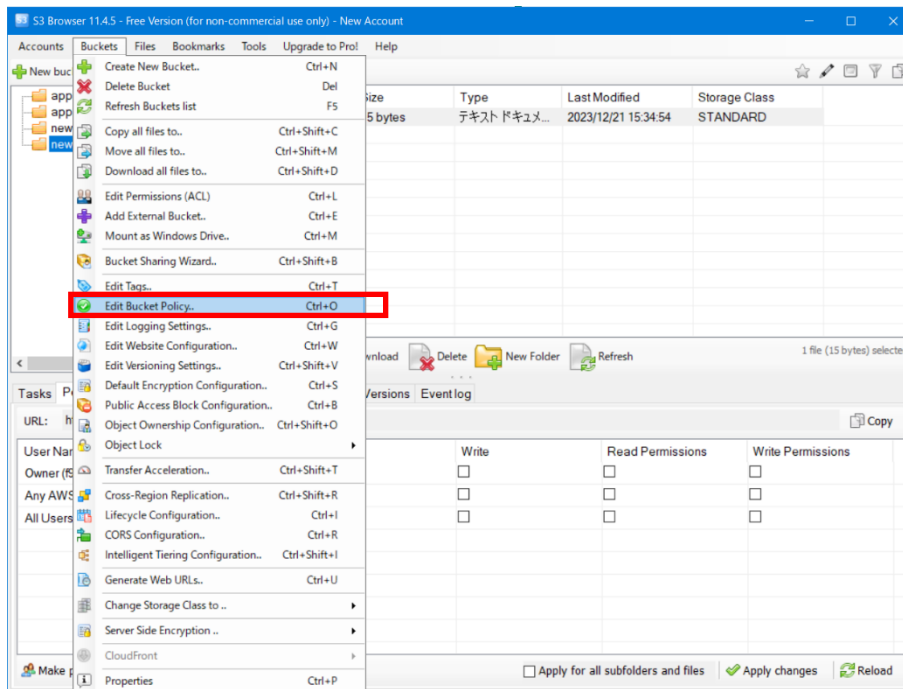 S3 Browser 11.4.5 - Free Version (for non-commercial use only) - New Account
Accounts Buckets Files Bookmarks Tools Upgrade to Pro! Help
New buc
app
app
new
new
Create New Bucket.. Ctrl+N
Delete Bucket Del
Refresh Buckets list F5
Copy all files to.. Ctrl+Shift+C
Move all files to.. Ctrl+Shift+M
Download all files to.. Ctrl+Shift+D
Edit Permissions (ACL) Ctrl+L
Add External Bucket.. Ctrl+E
Mount as Windows Drive.. Ctrl+M
Bucket Sharing Wizard.. Ctrl+Shift+B
Edit Tags.. Ctrl+T
Edit Bucket Policy.. Ctrl+O
Edit Logging Settings.. Ctrl+G
Edit Website Configuration.. Ctrl+W
Edit Versioning Settings.. Ctrl+Shift+V
Default Encryption Configuration.. Ctrl+S
Public Access Block Configuration.. Ctrl+B
Object Ownership Configuration.. Ctrl+Shift+O
Object Lock
Transfer Acceleration.. Ctrl+Shift+T
Cross-Region Replication.. Ctrl+Shift+R
Lifecycle Configuration.. Ctrl+I
CORS Configuration.. Ctrl+R
Intelligent Tiering Configuration.. Ctrl+Shift+I
Generate Web URLs.. Ctrl+U
Change Storage Class to ..
Server Side Encryption ..
CloudFront
Properties Ctrl+P
Size Type Last Modified Storage Class
5 bytes テキスト ドキュメ... 2023/12/21 15:34:54 STANDARD
wnload Delete New Folder Refresh
1 file (15 bytes) selecte
Tasks P Versions Event log
URL: h Copy
User Nar Write Read Permissions Write Permissions
Owner (f5
Any AWS
All Users
Make p Apply for all subfolders and files Apply changes Reload